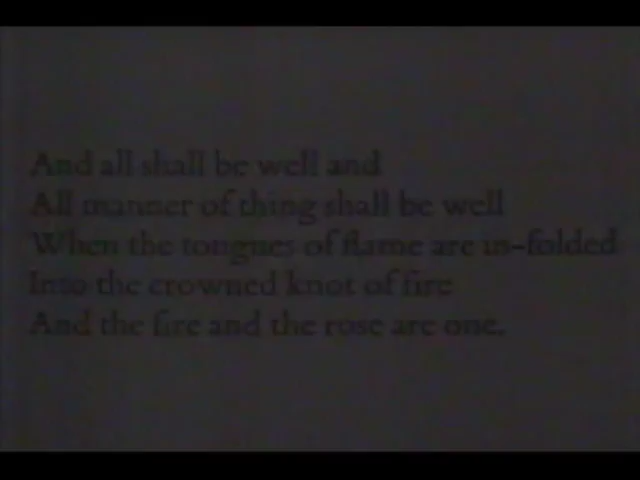 And all shall be well and
All manner of thing shall be well
When the tongues of flame are in-folded
Into the crowned knot of fire
And the fire and the rose are one.